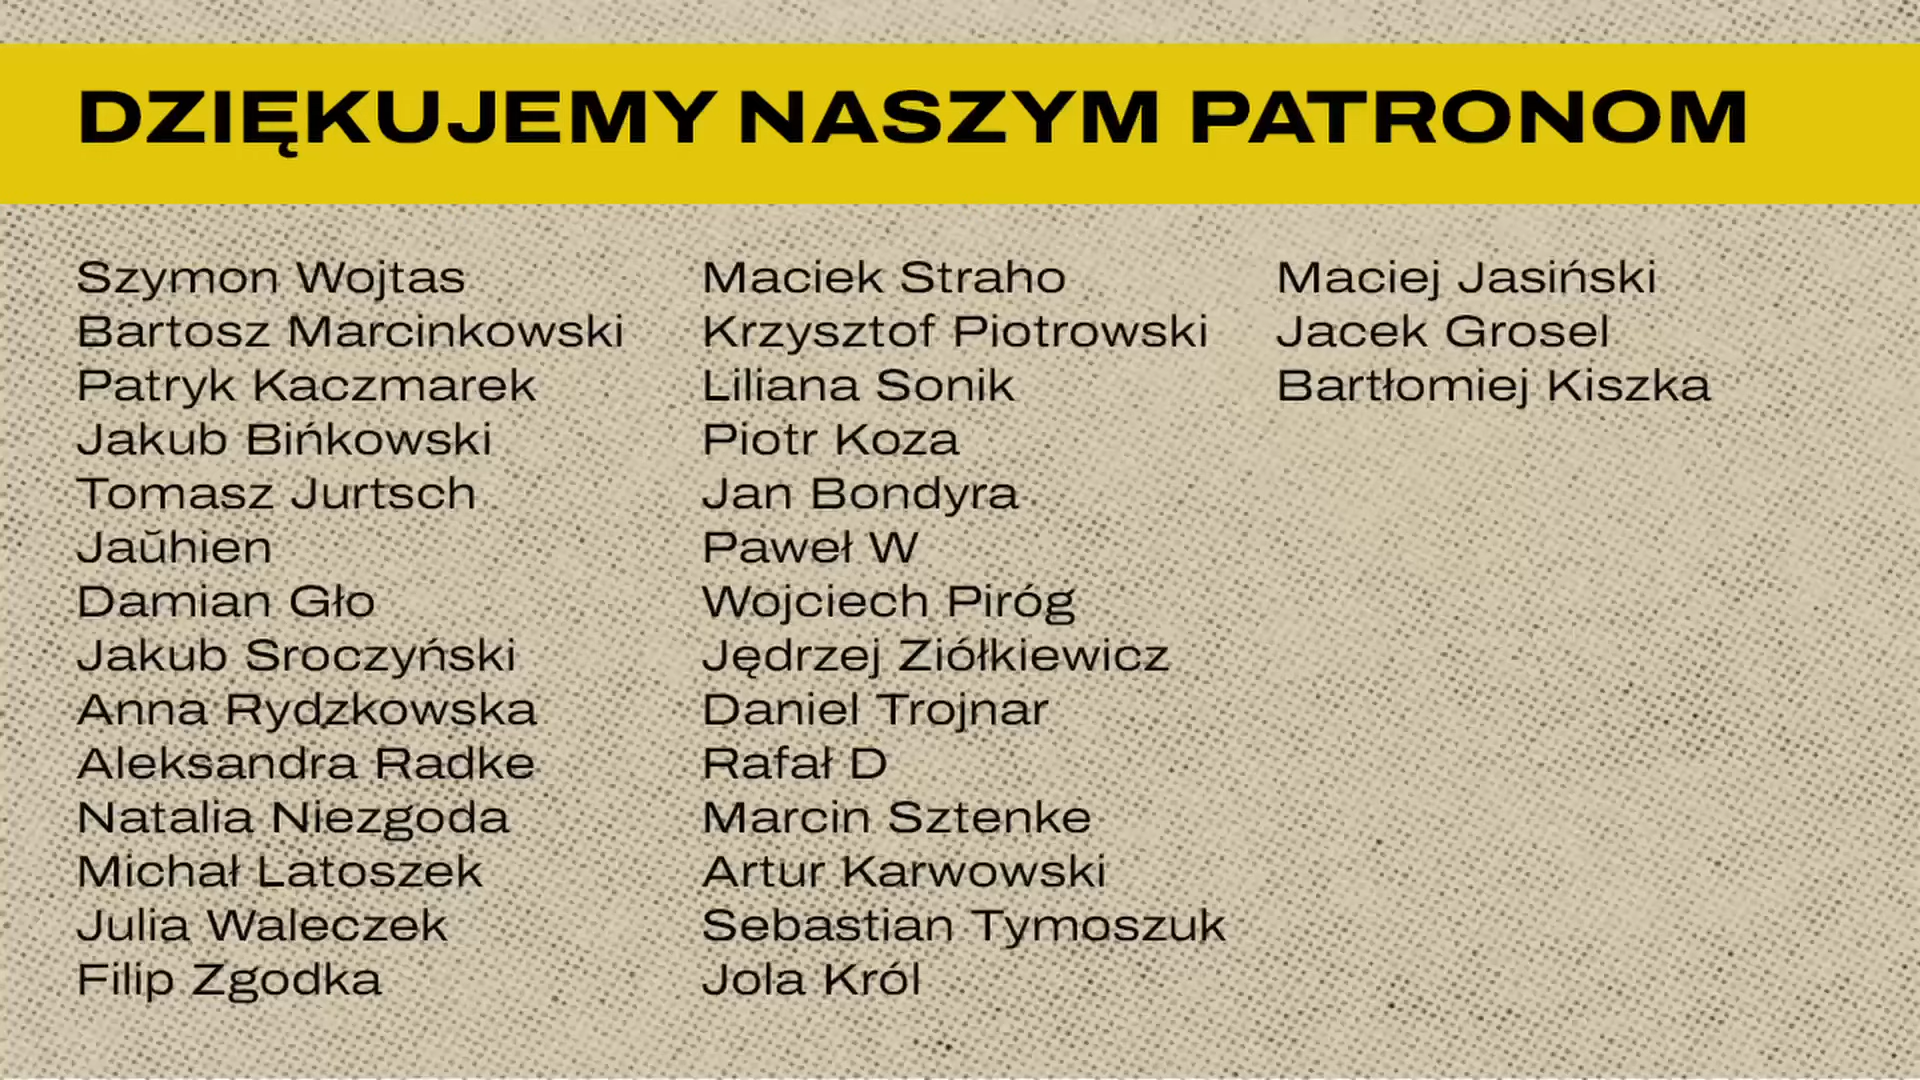 DZIĘKUJEMY NASZYM PATRONOM
Szymon Wojtas
Bartosz Marcinkowski
Patryk Kaczmarek
Jakub Bińkowski
Tomasz Jurtsch
Jaŭhien
Damian Gło
Jakub Sroczyński
Anna Rydzkowska
Aleksandra Radke
Natalia Niezgoda
Michał Latoszek
Julia Waleczek
Filip Zgodka
Maciek Straho
Krzysztof Piotrowski
Liliana Sonik
Piotr Koza
Jan Bondyra
Paweł W
Wojciech Piróg
Jędrzej Ziółkiewicz
Daniel Trojnar
Rafał D
Marcin Sztenke
Artur Karwowski
Sebastian Tymoszuk
Jola Król
Maciej Jasiński
Jacek Grosel
Bartłomiej Kiszka